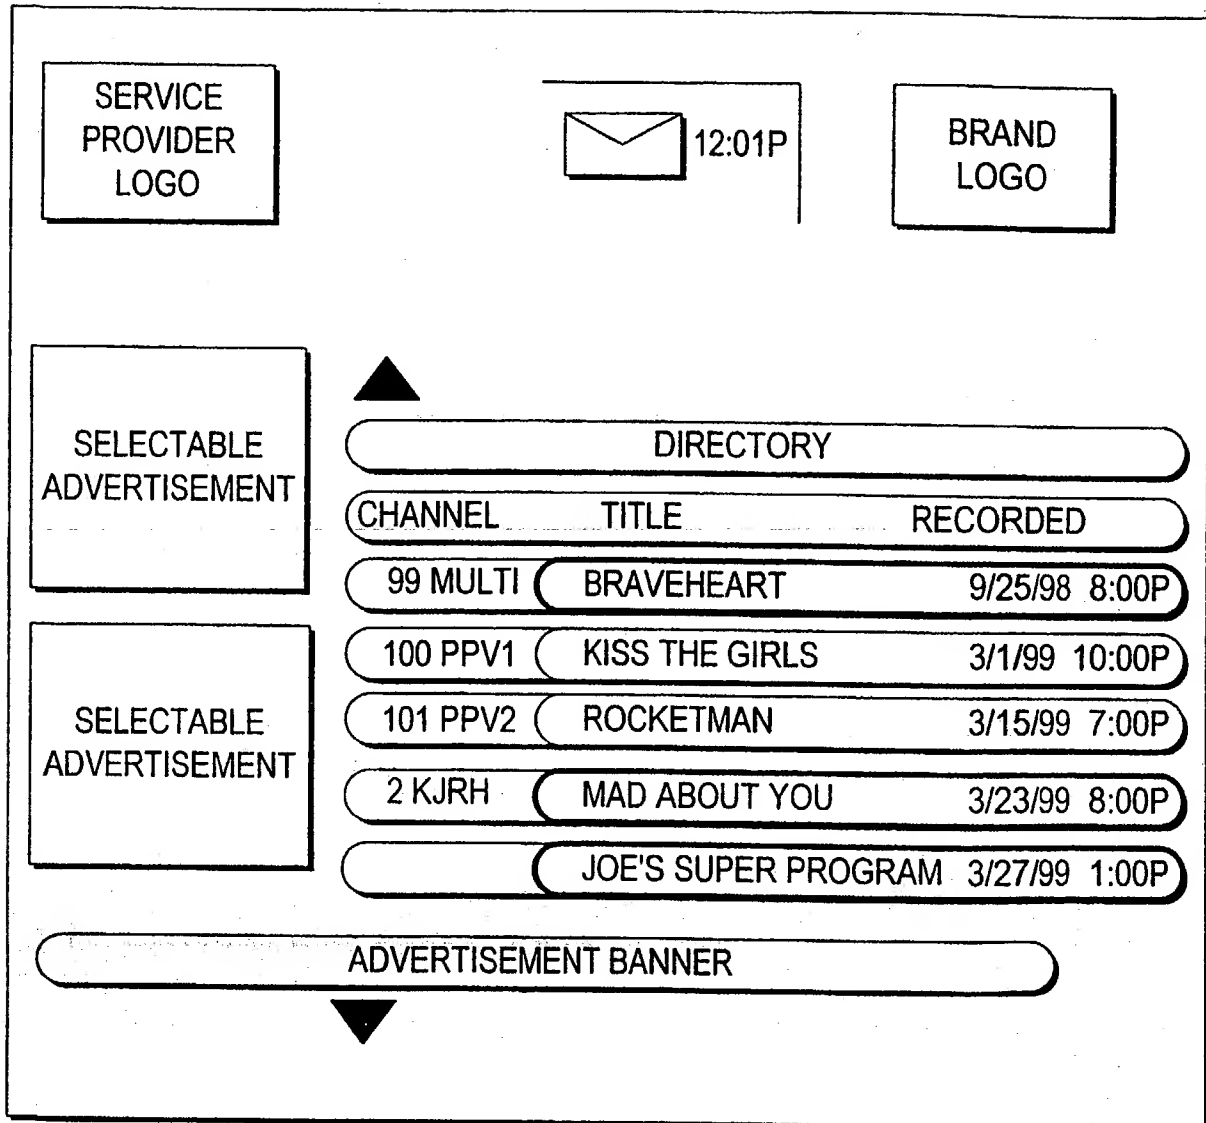 SERVICE
PROVIDER
LOGO
12:01P
BRAND
LOGO
SELECTABLE
ADVERTISEMENT
DIRECTORY
CHANNEL TITLE RECORDED
99 MULTI BRAVEHEART 9/25/98 8:00P
100 PPV1 KISS THE GIRLS 3/1/99 10:00P
101 PPV2 ROCKETMAN 3/15/99 7:00P
2 KJRH MAD ABOUT YOU 3/23/99 8:00P
JOE'S SUPER PROGRAM 3/27/99 1:00P
SELECTABLE
ADVERTISEMENT
ADVERTISEMENT BANNER